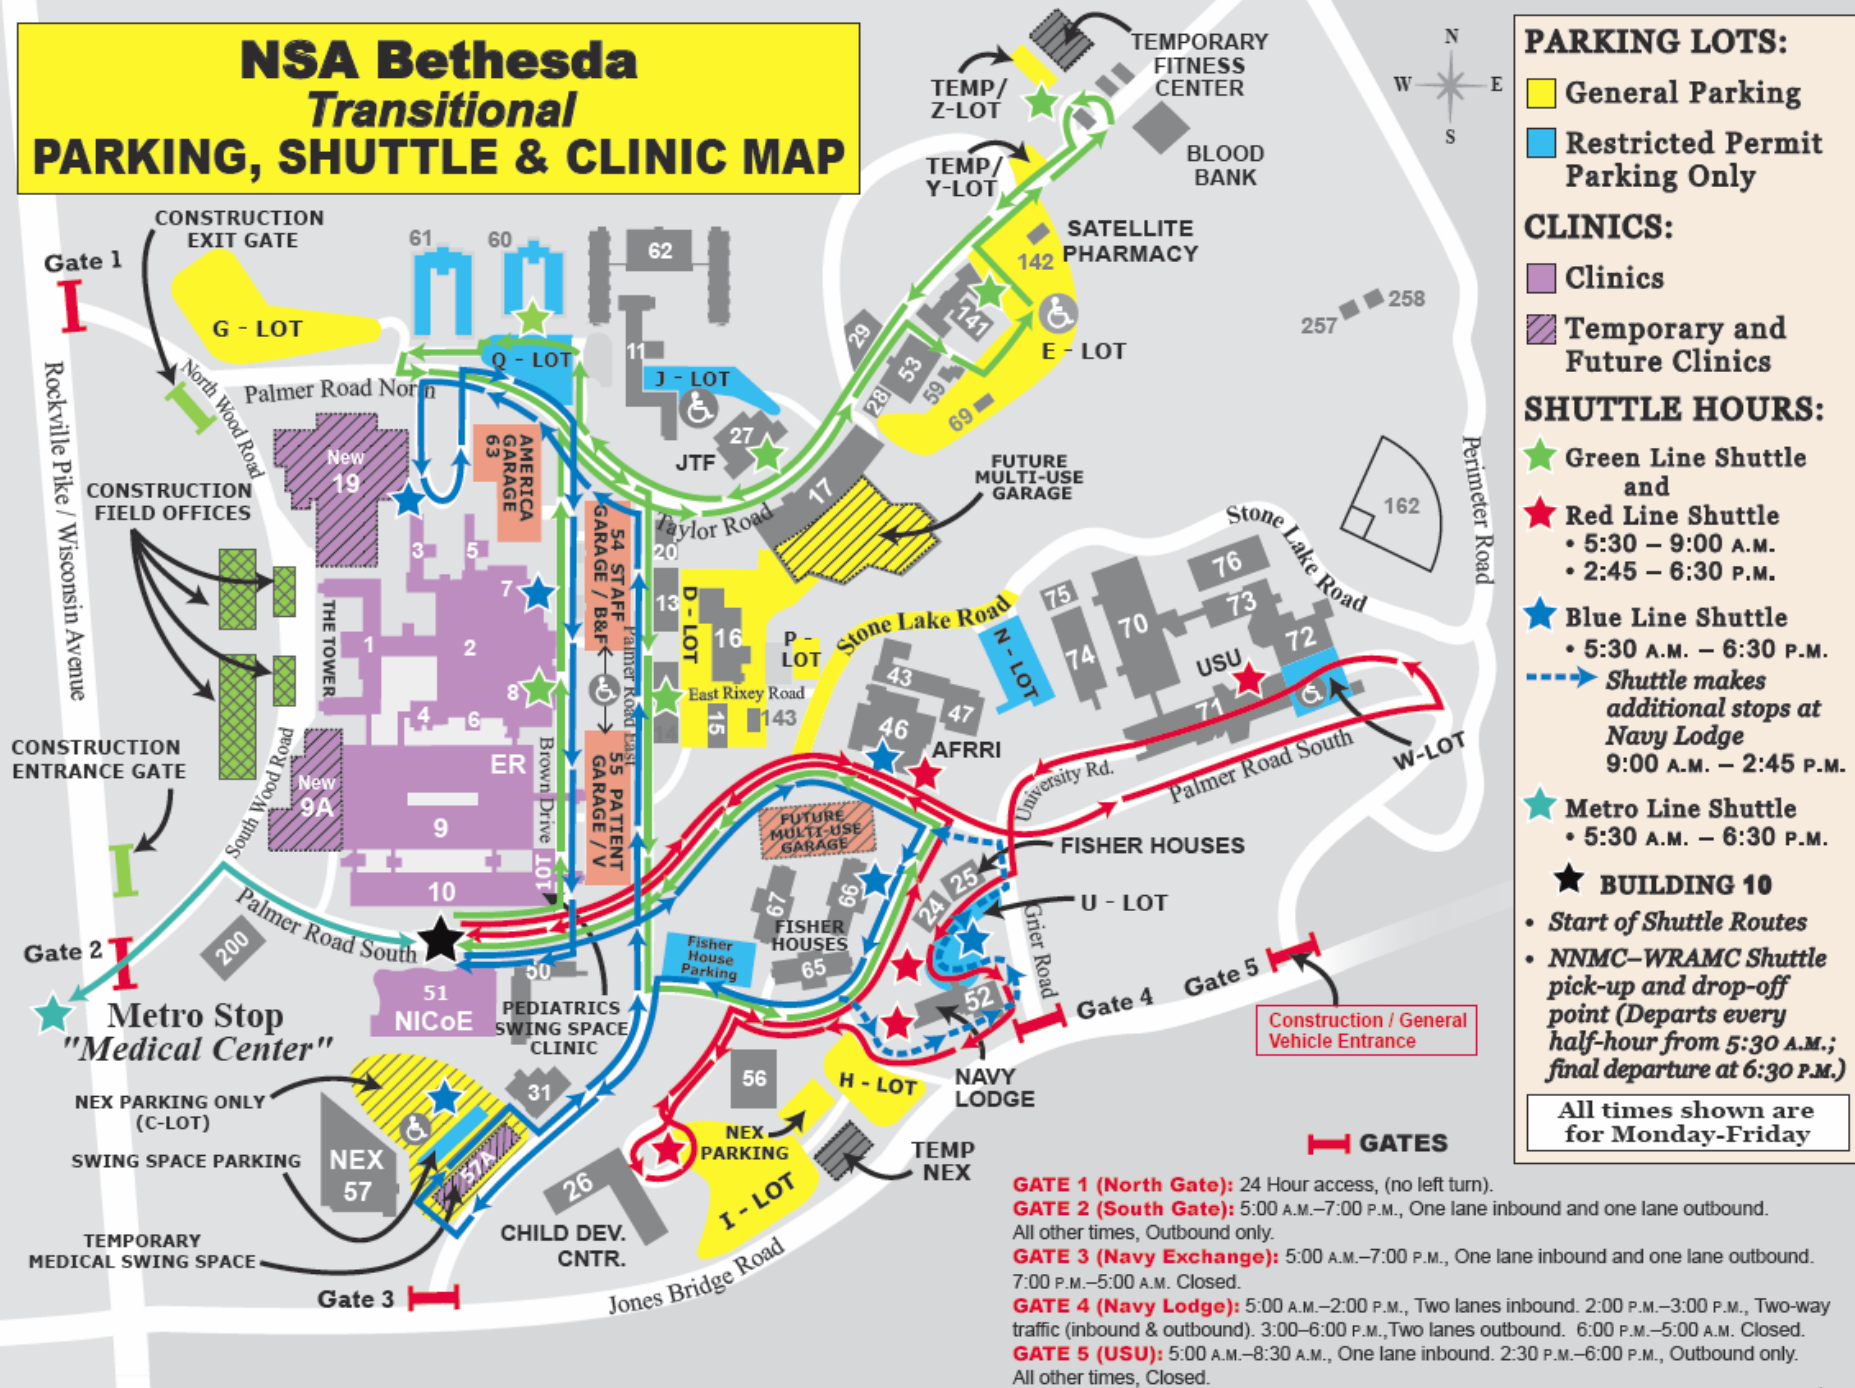 NSA Bethesda
Transitional
PARKING, SHUTTLE & CLINIC MAP
CONSTRUCTION
EXIT GATE
Gate 1
G - LOT
61
60
62
Q - LOT
11
J - LOT
27
JTF
TEMP/
Z-LOT
TEMPORARY
FITNESS
CENTER
TEMP/
Y-LOT
BLOOD
BANK
SATELLITE
PHARMACY
142
141
E - LOT
29
53
59
28
69
257
258
N
W
E
S
Palmer Road North
North Wood Road
Rockville Pike / Wisconsin Avenue
New
19
AMERICA
GARAGE
63
CONSTRUCTION
FIELD OFFICES
3
5
7
1
2
8
4
6
THE TOWER
54 STAFF
GARAGE / B&F
20
Taylor Road
17
FUTURE
MULTI-USE
GARAGE
13
D - LOT
16
P -
LOT
East Rixey Road
15
143
14
Palmer Road East
Brown Drive
55 PATIENT
GARAGE / V
ER
New
9A
9
10
10T
CONSTRUCTION
ENTRANCE GATE
South Wood Road
Palmer Road South
200
Gate 2
Metro Stop
"Medical Center"
51
NICoE
50
PEDIATRICS
SWING SPACE
CLINIC
Stone Lake Road
Stone Lake Road
N - LOT
75
74
70
76
73
72
71
USU
W-LOT
162
Perimeter Road
43
46
47
AFRRI
University Rd.
Palmer Road South
FUTURE
MULTI-USE
GARAGE
FISHER HOUSES
25
24
U - LOT
67
66
FISHER
HOUSES
65
Fisher
House
Parking
Grier Road
52
Gate 4
Gate 5
Construction / General
Vehicle Entrance
NAVY
LODGE
H - LOT
56
NEX
PARKING
TEMP
NEX
I - LOT
26
CHILD DEV.
CNTR.
31
NEX PARKING ONLY
(C-LOT)
SWING SPACE PARKING
NEX
57
57A
TEMPORARY
MEDICAL SWING SPACE
Gate 3
Jones Bridge Road
PARKING LOTS:
General Parking
Restricted Permit
Parking Only
CLINICS:
Clinics
Temporary and
Future Clinics
SHUTTLE HOURS:
Green Line Shuttle
and
Red Line Shuttle
• 5:30 – 9:00 A.M.
• 2:45 – 6:30 P.M.
Blue Line Shuttle
• 5:30 A.M. – 6:30 P.M.
Shuttle makes
additional stops at
Navy Lodge
9:00 A.M. – 2:45 P.M.
Metro Line Shuttle
• 5:30 A.M. – 6:30 P.M.
BUILDING 10
• Start of Shuttle Routes
• NNMC–WRAMC Shuttle
pick-up and drop-off
point (Departs every
half-hour from 5:30 A.M.;
final departure at 6:30 P.M.)
All times shown are
for Monday-Friday
GATES
GATE 1 (North Gate): 24 Hour access, (no left turn).
GATE 2 (South Gate): 5:00 A.M.–7:00 P.M., One lane inbound and one lane outbound.
All other times, Outbound only.
GATE 3 (Navy Exchange): 5:00 A.M.–7:00 P.M., One lane inbound and one lane outbound.
7:00 P.M.–5:00 A.M. Closed.
GATE 4 (Navy Lodge): 5:00 A.M.–2:00 P.M., Two lanes inbound. 2:00 P.M.–3:00 P.M., Two-way
traffic (inbound & outbound). 3:00–6:00 P.M.,Two lanes outbound. 6:00 P.M.–5:00 A.M. Closed.
GATE 5 (USU): 5:00 A.M.–8:30 A.M., One lane inbound. 2:30 P.M.–6:00 P.M., Outbound only.
All other times, Closed.